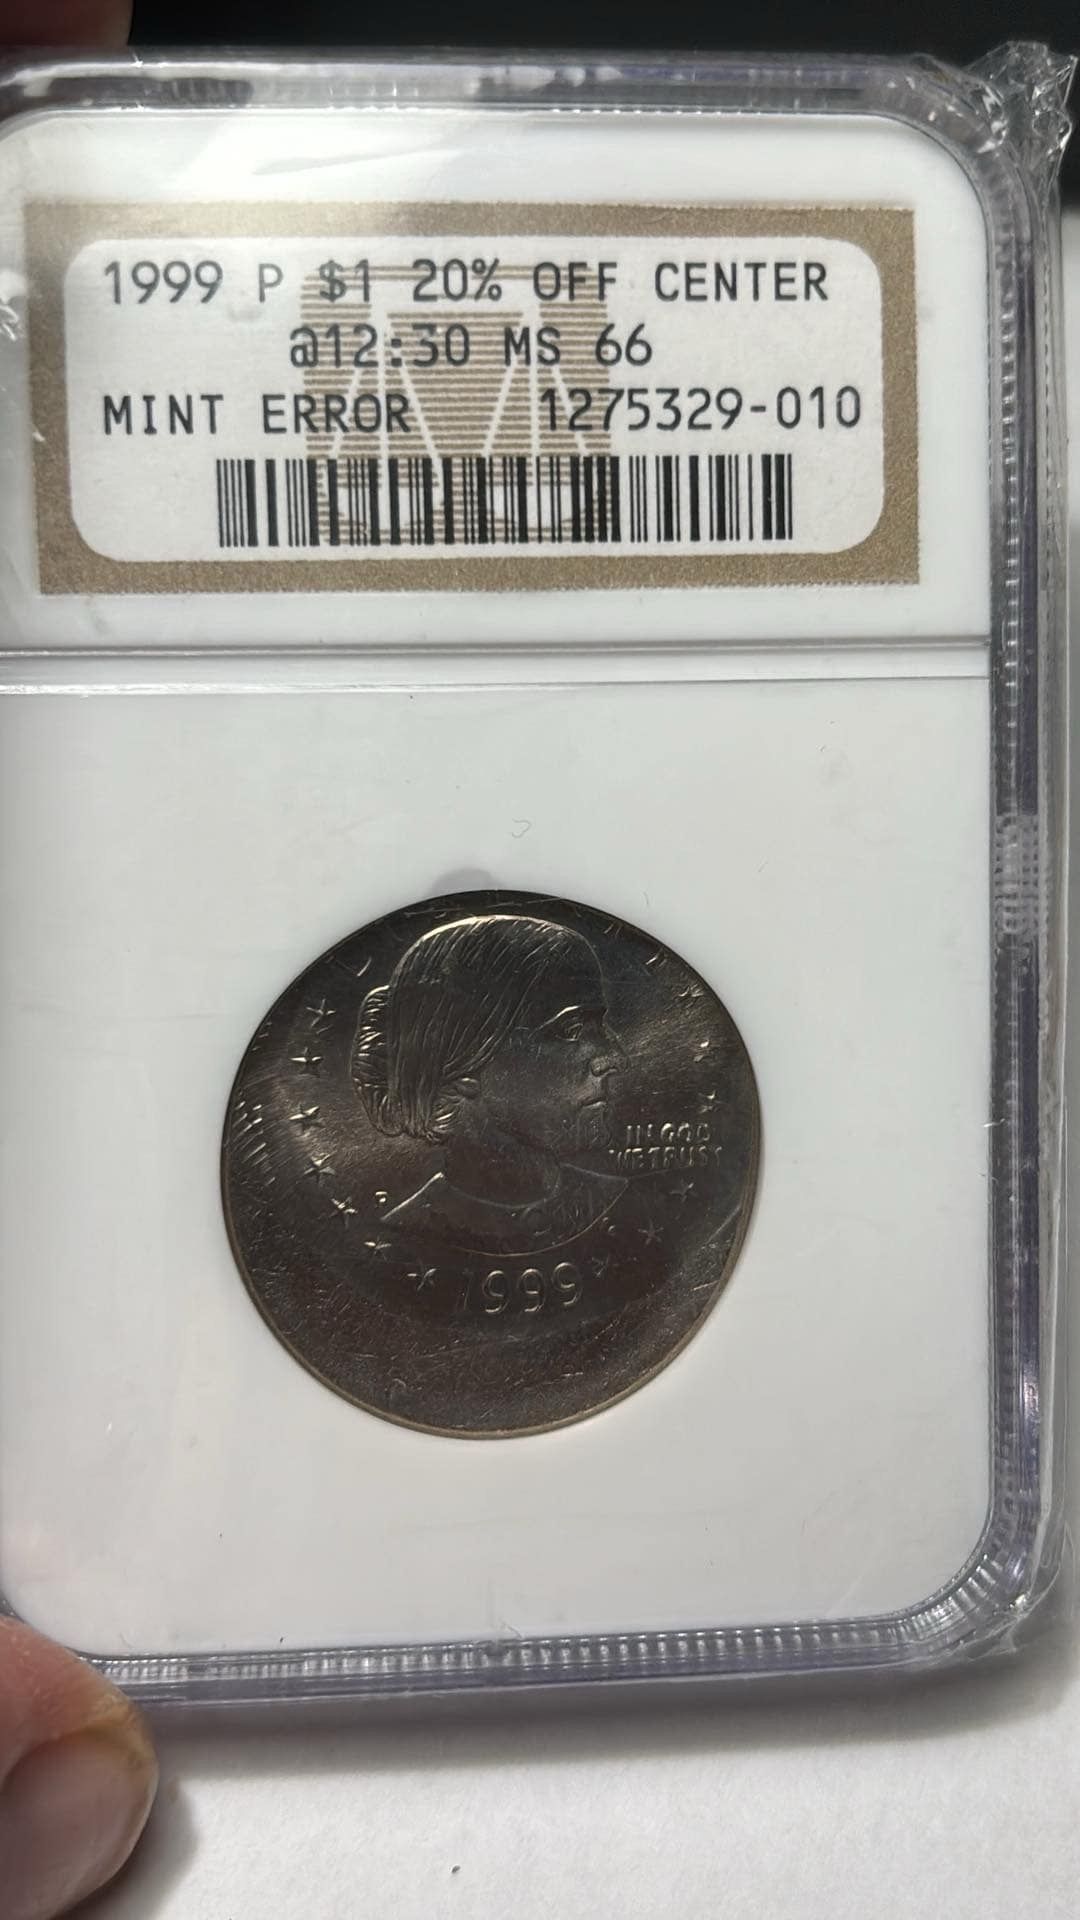 1999 P $1 20% OFF CENTER
@12:30 MS 66
MINT ERROR 1275329-010
L
IN GOD
WE TRUST
P
1999